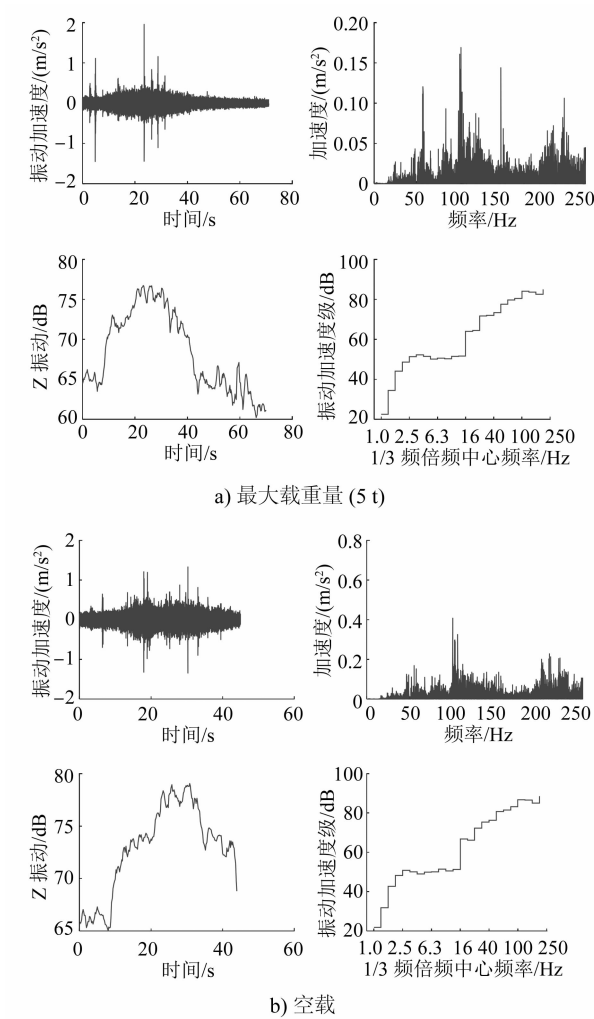 振动加速度/(m/s²)
2
1
0
−1
−2
0 20 40 60 80
时间/s
加速度/(m/s²)
0.20
0.15
0.10
0.05
0 50 100 150 200 250
频率/Hz
Z 振动/dB
80
75
70
65
60
0 20 40 60 80
时间/s
振动加速度级/dB
100
80
60
40
20
1.0 2.5 6.3 16 40 100 250
1/3 频倍频中心频率/Hz
a) 最大载重量 (5 t)
振动加速度/(m/s²)
2
1
0
−1
−2
0 20 40 60
时间/s
加速度/(m/s²)
0.8
0.6
0.4
0.2
0
0 50 100 150 200 250
频率/Hz
Z 振动/dB
80
75
70
65
0 20 40 60
时间/s
振动加速度级/dB
100
80
60
40
20
1.0 2.5 6.3 16 40 100 250
1/3 频倍频中心频率/Hz
b) 空载